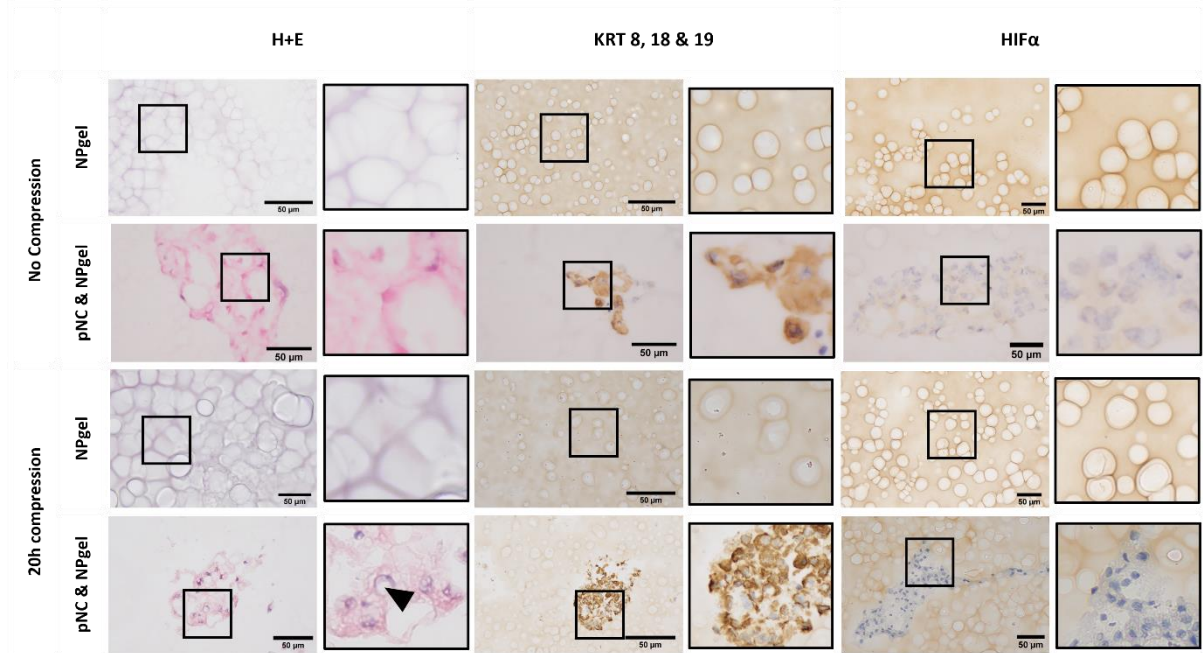 H+E KRT 8, 18 & 19 HIFα
No Compression
NPgel
50 µm 50 µm 50 µm
pNC & NPgel
50 µm 50 µm 50 µm
20h compression
NPgel
50 µm 50 µm 50 µm
pNC & NPgel
50 µm 50 µm 50 µm